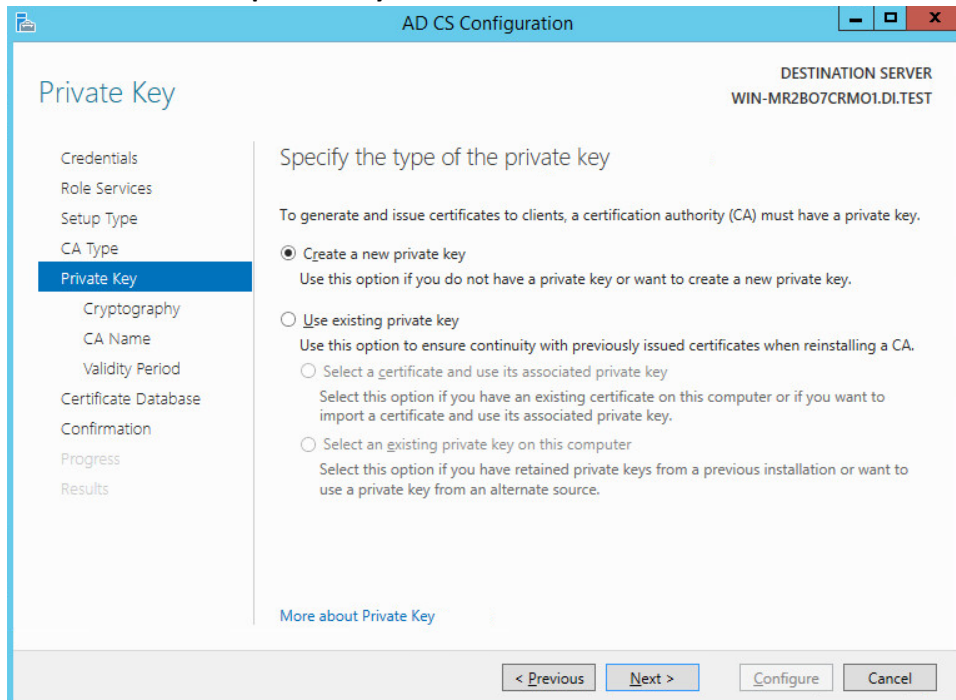 AD CS Configuration
Private Key
DESTINATION SERVER
WIN-MR2BO7CRMO1.DI.TEST
Credentials
Role Services
Setup Type
CA Type
Private Key
Cryptography
CA Name
Validity Period
Certificate Database
Confirmation
Progress
Results
Specify the type of the private key
To generate and issue certificates to clients, a certification authority (CA) must have a private key.
Create a new private key
Use this option if you do not have a private key or want to create a new private key.
Use existing private key
Use this option to ensure continuity with previously issued certificates when reinstalling a CA.
Select a certificate and use its associated private key
Select this option if you have an existing certificate on this computer or if you want to
import a certificate and use its associated private key.
Select an existing private key on this computer
Select this option if you have retained private keys from a previous installation or want to
use a private key from an alternate source.
More about Private Key
< Previous
Next >
Configure
Cancel